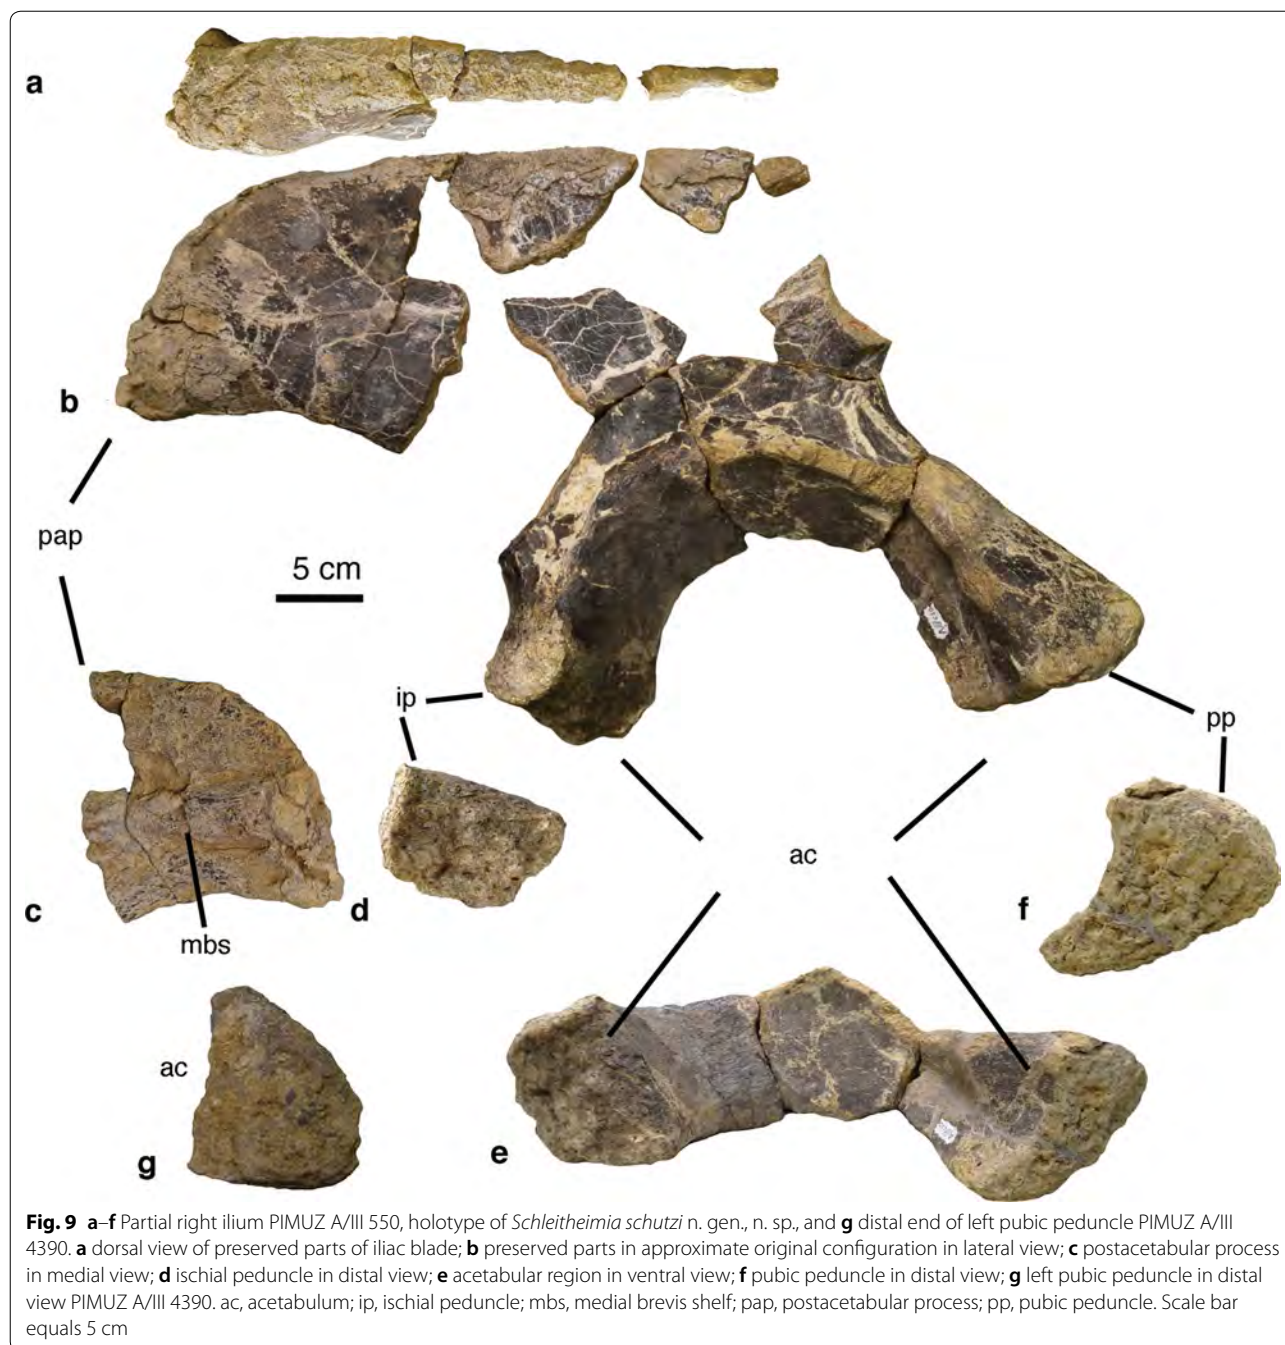 a
b
pap
5 cm
ip
pp
ac
c
d
f
mbs
ac
g
e
Fig. 9 a–f Partial right ilium PIMUZ A/III 550, holotype of Schleitheimia schutzi n. gen., n. sp., and g distal end of left pubic peduncle PIMUZ A/III
4390. a dorsal view of preserved parts of iliac blade; b preserved parts in approximate original configuration in lateral view; c postacetabular process
in medial view; d ischial peduncle in distal view; e acetabular region in ventral view; f pubic peduncle in distal view; g left pubic peduncle in distal
view PIMUZ A/III 4390. ac, acetabulum; ip, ischial peduncle; mbs, medial brevis shelf; pap, postacetabular process; pp, pubic peduncle. Scale bar
equals 5 cm